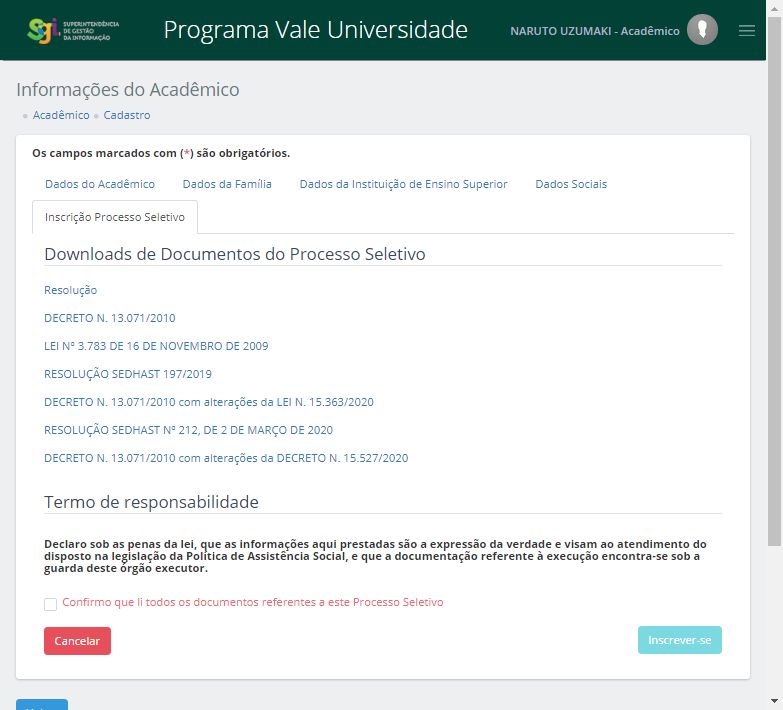 Sgi. SUPERINTENDÊNCIA
DE GESTÃO
DA INFORMAÇÃO
Programa Vale Universidade
NARUTO UZUMAKI - Acadêmico
Informações do Acadêmico
Acadêmico Cadastro
Os campos marcados com (*) são obrigatórios.
Dados do Acadêmico Dados da Família Dados da Instituição de Ensino Superior Dados Sociais
Inscrição Processo Seletivo
Downloads de Documentos do Processo Seletivo
Resolução
DECRETO N. 13.071/2010
LEI Nº 3.783 DE 16 DE NOVEMBRO DE 2009
RESOLUÇÃO SEDHAST 197/2019
DECRETO N. 13.071/2010 com alterações da LEI N. 15.363/2020
RESOLUÇÃO SEDHAST Nº 212, DE 2 DE MARÇO DE 2020
DECRETO N. 13.071/2010 com alterações da DECRETO N. 15.527/2020
Termo de responsabilidade
Declaro sob as penas da lei, que as informações aqui prestadas são a expressão da verdade e visam ao atendimento do
disposto na legislação da Política de Assistência Social, e que a documentação referente à execução encontra-se sob a
guarda deste órgão executor.
Confirmo que li todos os documentos referentes a este Processo Seletivo
Cancelar Inscrever-se